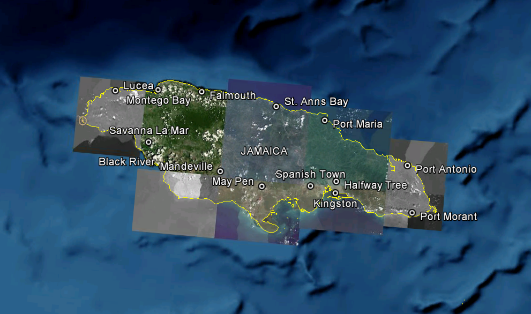 Lucea
Montego Bay
Falmouth
St. Anns Bay
Port Maria
Savanna La Mar
JAMAICA
Black River
Mandeville
Port Antonio
May Pen
Spanish Town
Halfway Tree
Kingston
Port Morant